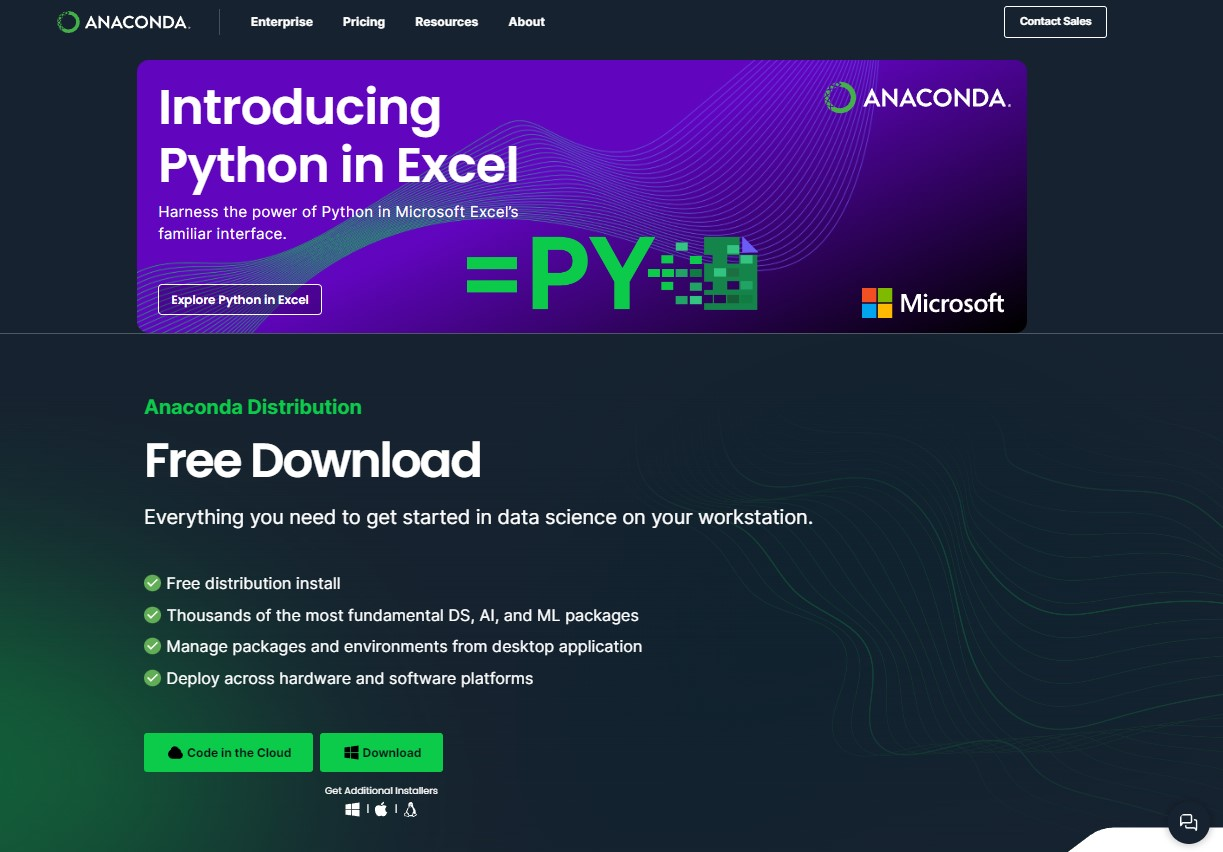 ANACONDA.
Enterprise
Pricing
Resources
About
Contact Sales
Introducing
Python in Excel
Harness the power of Python in Microsoft Excel's
familiar interface.
ANACONDA.
=PY
Explore Python in Excel
Microsoft
Anaconda Distribution
Free Download
Everything you need to get started in data science on your workstation.
Free distribution install
Thousands of the most fundamental DS, AI, and ML packages
Manage packages and environments from desktop application
Deploy across hardware and software platforms
Code in the Cloud
Download
Get Additional Installers
| |